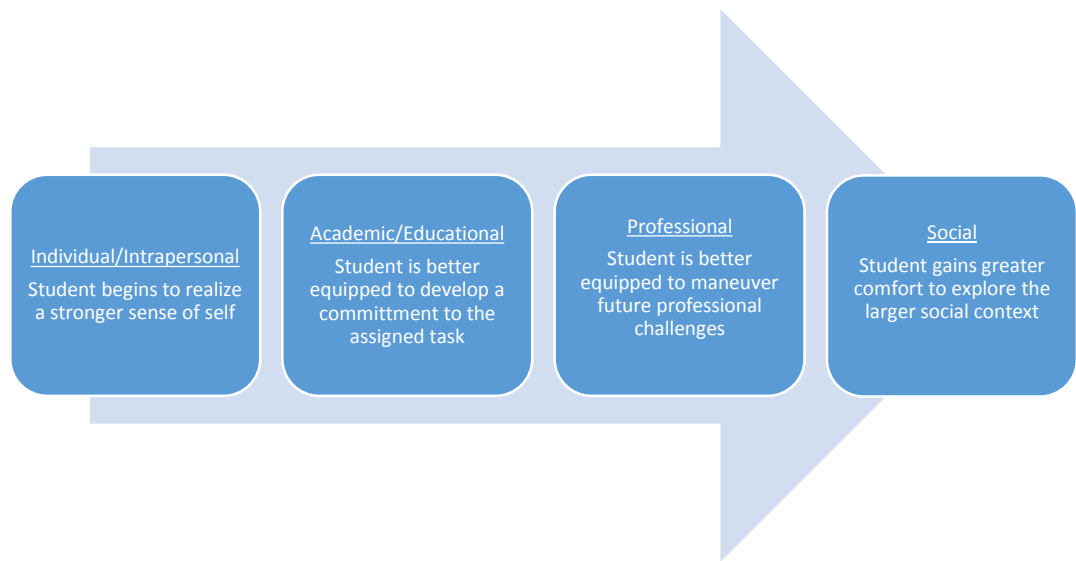 Individual/Intrapersonal
Student begins to realize
a stronger sense of self
Academic/Educational
Student is better
equipped to develop a
committment to the
assigned task
Professional
Student is better
equipped to maneuver
future professional
challenges
Social
Student gains greater
comfort to explore the
larger social context